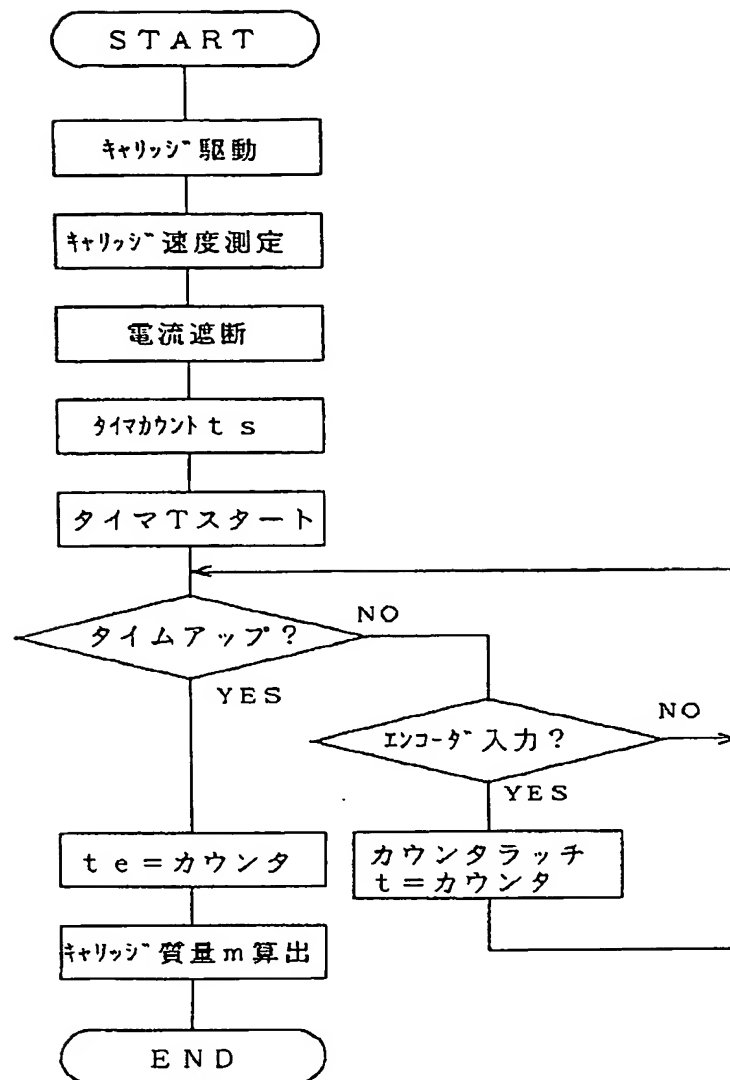 START
キャリッジ駆動
キャリッジ速度測定
電流遮断
タイマカウントts
タイマTスタート
タイムアップ?
NO
YES
エンコーダ入力?
NO
YES
te=カウンタ
カウンタラッチ
t=カウンタ
キャリッジ質量m算出
END